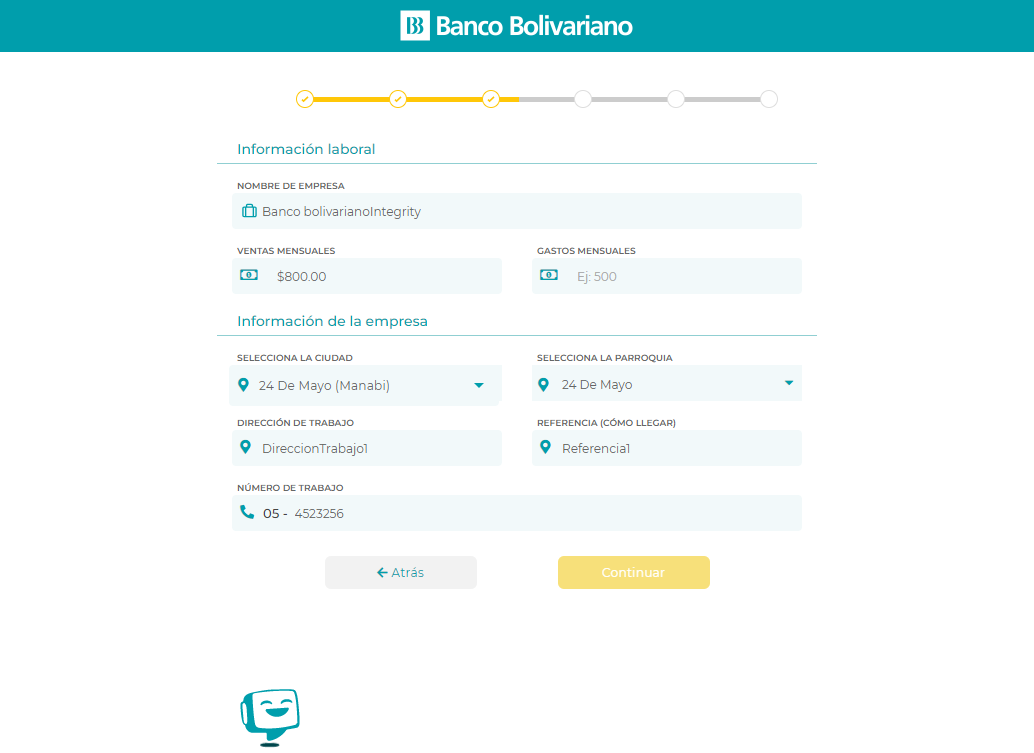 Banco Bolivariano
Información laboral
NOMBRE DE EMPRESA
Banco bolivarianoIntegrity
VENTAS MENSUALES
GASTOS MENSUALES
$800.00
Ej: 500
Información de la empresa
SELECCIONA LA CIUDAD
SELECCIONA LA PARROQUIA
24 De Mayo (Manabi)
24 De Mayo
DIRECCIÓN DE TRABAJO
REFERENCIA (CÓMO LLEGAR)
DireccionTrabajo1
Referencia1
NÚMERO DE TRABAJO
05 - 4523256
Atrás
Continuar